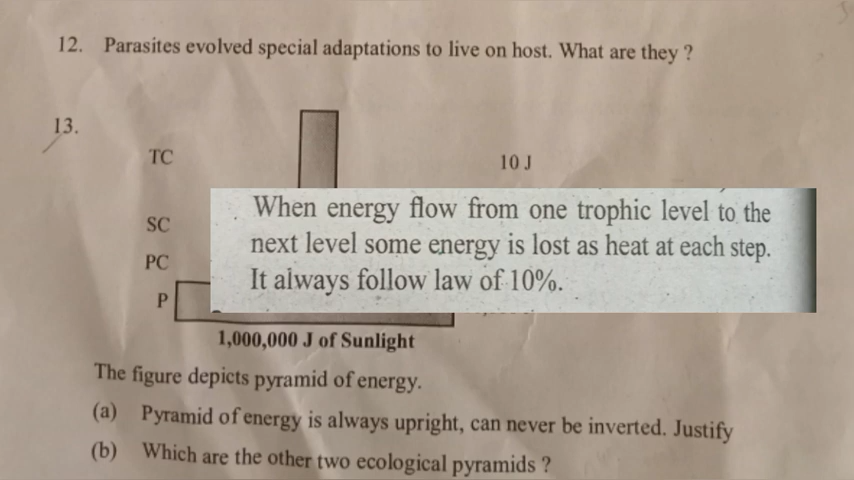 12. Parasites evolved special adaptations to live on host. What are they ?
13.
TC
10 J
SC
When energy flow from one trophic level to the
next level some energy is lost as heat at each step.
It always follow law of 10%.
PC
P
1,000,000 J of Sunlight
The figure depicts pyramid of energy.
(a) Pyramid of energy is always upright, can never be inverted. Justify
(b) Which are the other two ecological pyramids ?